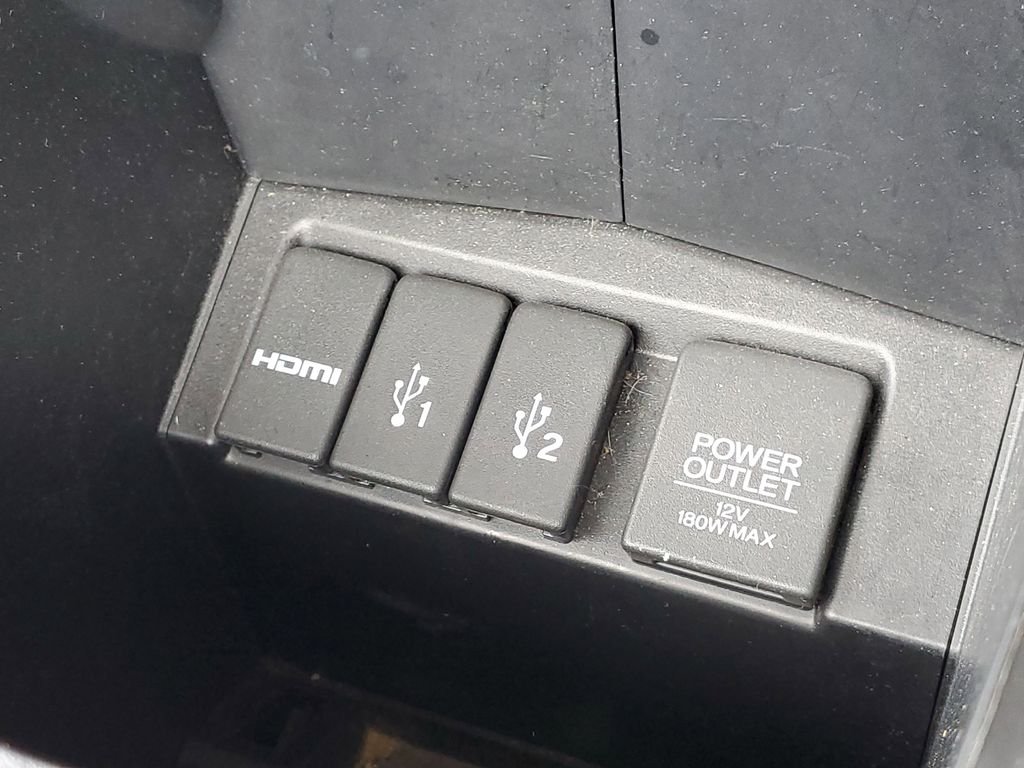 HDMI
1
2
POWER
OUTLET
12V
180W MAX